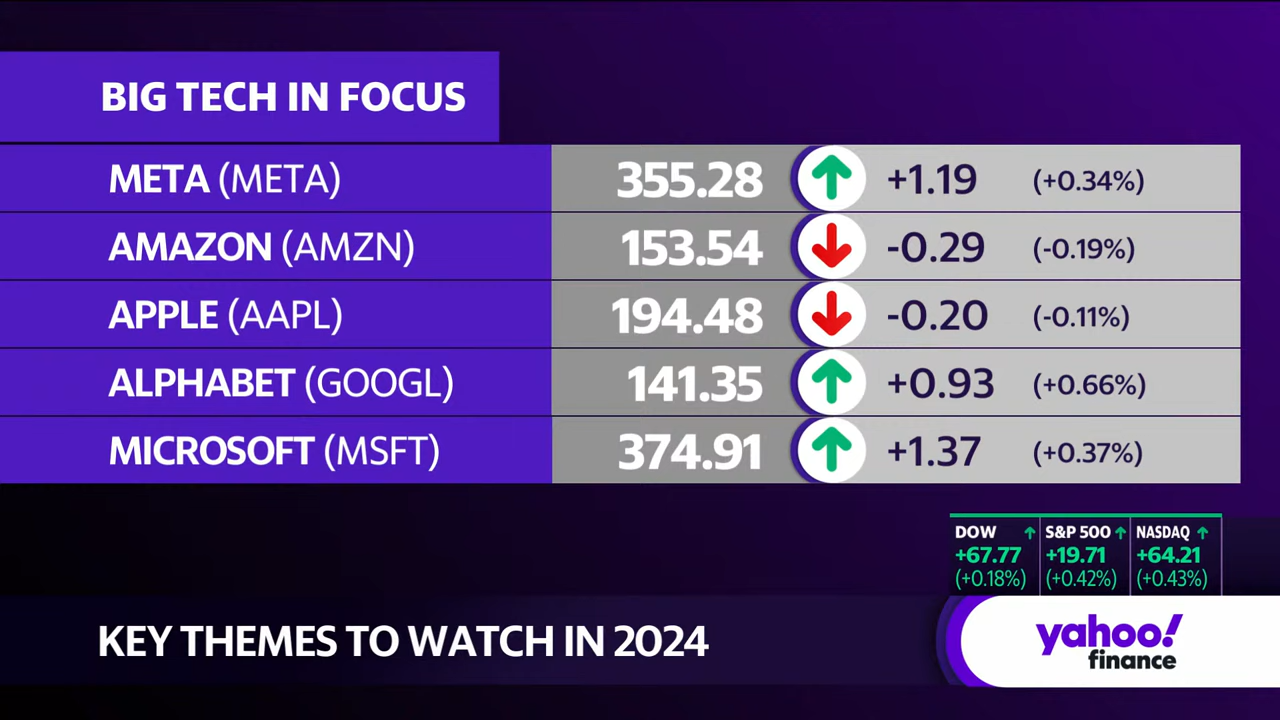 BIG TECH IN FOCUS
META (META) 355.28 +1.19 (+0.34%)
AMAZON (AMZN) 153.54 -0.29 (-0.19%)
APPLE (AAPL) 194.48 -0.20 (-0.11%)
ALPHABET (GOOGL) 141.35 +0.93 (+0.66%)
MICROSOFT (MSFT) 374.91 +1.37 (+0.37%)
DOW S&P 500 NASDAQ
+67.77 +19.71 +64.21
(+0.18%) (+0.42%) (+0.43%)
KEY THEMES TO WATCH IN 2024
yahoo!
finance